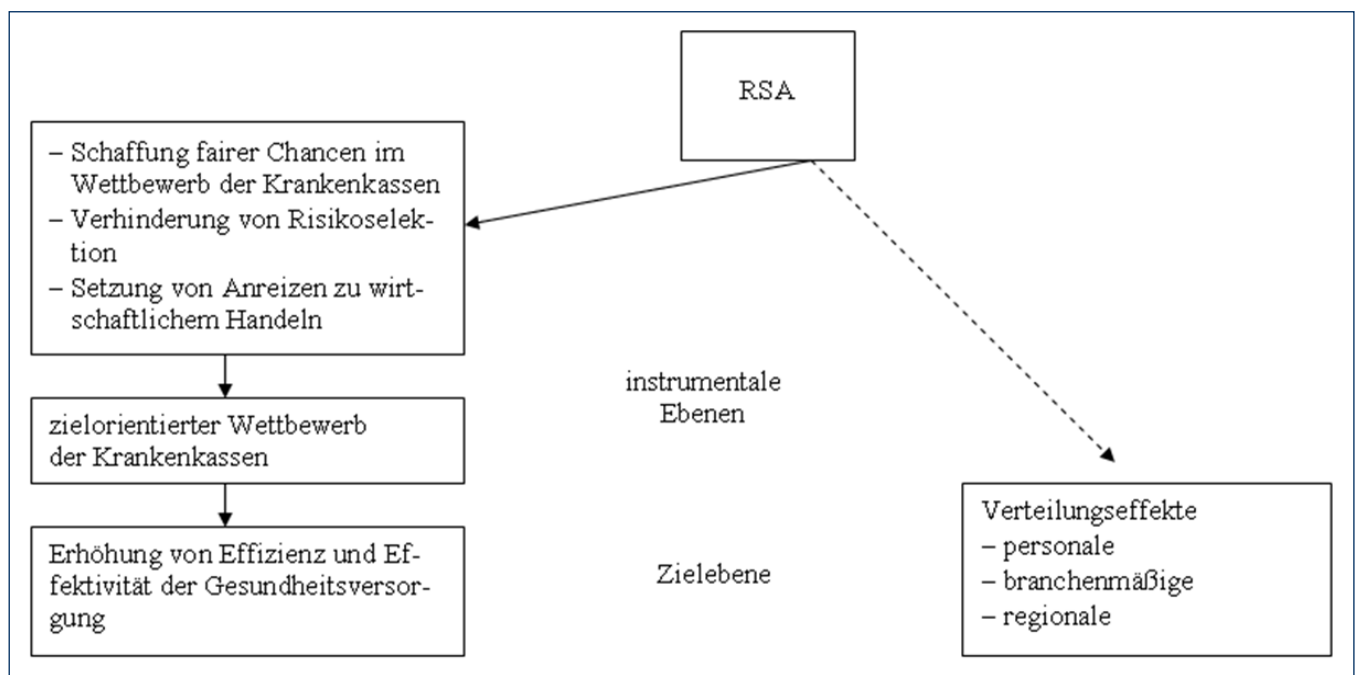 RSA
– Schaffung fairer Chancen im
Wettbewerb der Krankenkassen
– Verhinderung von Risikoselek-
tion
– Setzung von Anreizen zu wirt-
schaftlichem Handeln
instrumentale
Ebenen
zielorientierter Wettbewerb
der Krankenkassen
Erhöhung von Effizienz und Ef-
fektivität der Gesundheitsversor-
gung
Zielebene
Verteilungseffekte
– personale
– branchenmäßige
– regionale